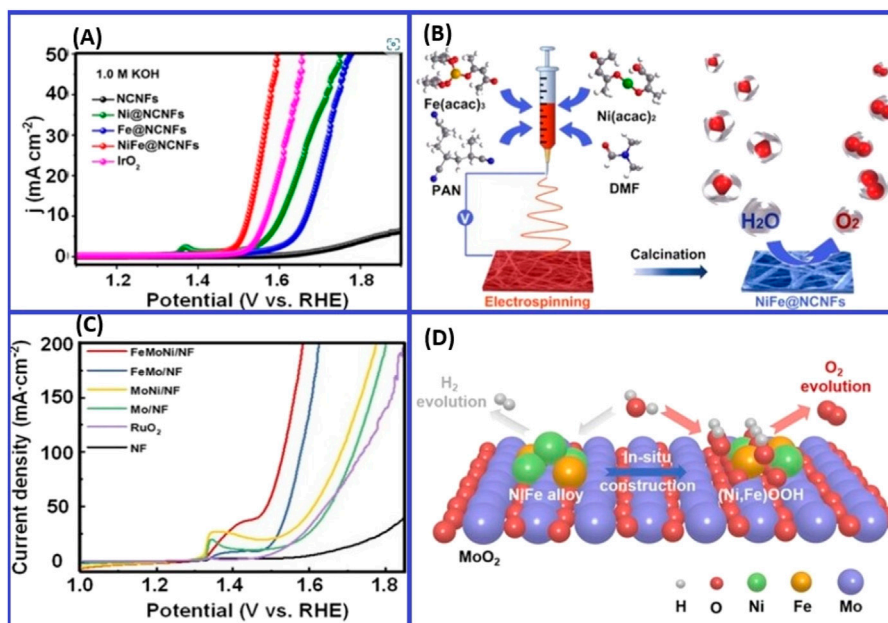 (A)
50
40
30
20
10
0
j (mA cm-2)
1.0 M KOH
NCNFs
Ni@NCNFs
Fe@NCNFs
NiFe@NCNFs
IrO2
1.2 1.4 1.6 1.8
Potential (V vs. RHE)
(B)
Fe(acac)3
Ni(acac)2
PAN
DMF
V
Electrospinning
Calcination
H2O
O2
NiFe@NCNFs
(C)
200
150
100
50
0
Current density (mA·cm-2)
FeMoNi/NF
FeMo/NF
MoNi/NF
Mo/NF
RuO2
NF
1.0 1.2 1.4 1.6 1.8
Potential (V vs. RHE)
(D)
H2
evolution
O2
evolution
NiFe alloy
In-situ
construction
(Ni,Fe)OOH
MoO2
H O Ni Fe Mo